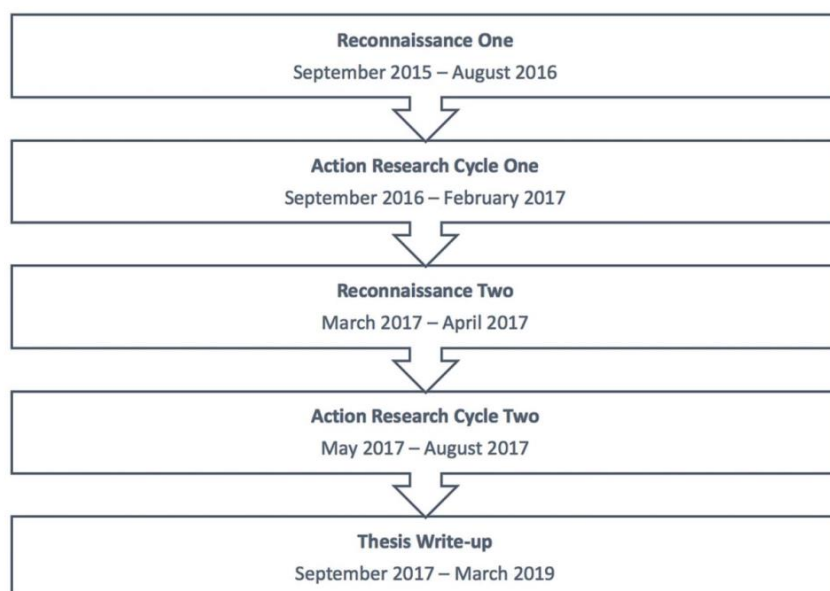 Reconnaissance One
September 2015 – August 2016
Action Research Cycle One
September 2016 – February 2017
Reconnaissance Two
March 2017 – April 2017
Action Research Cycle Two
May 2017 – August 2017
Thesis Write-up
September 2017 – March 2019